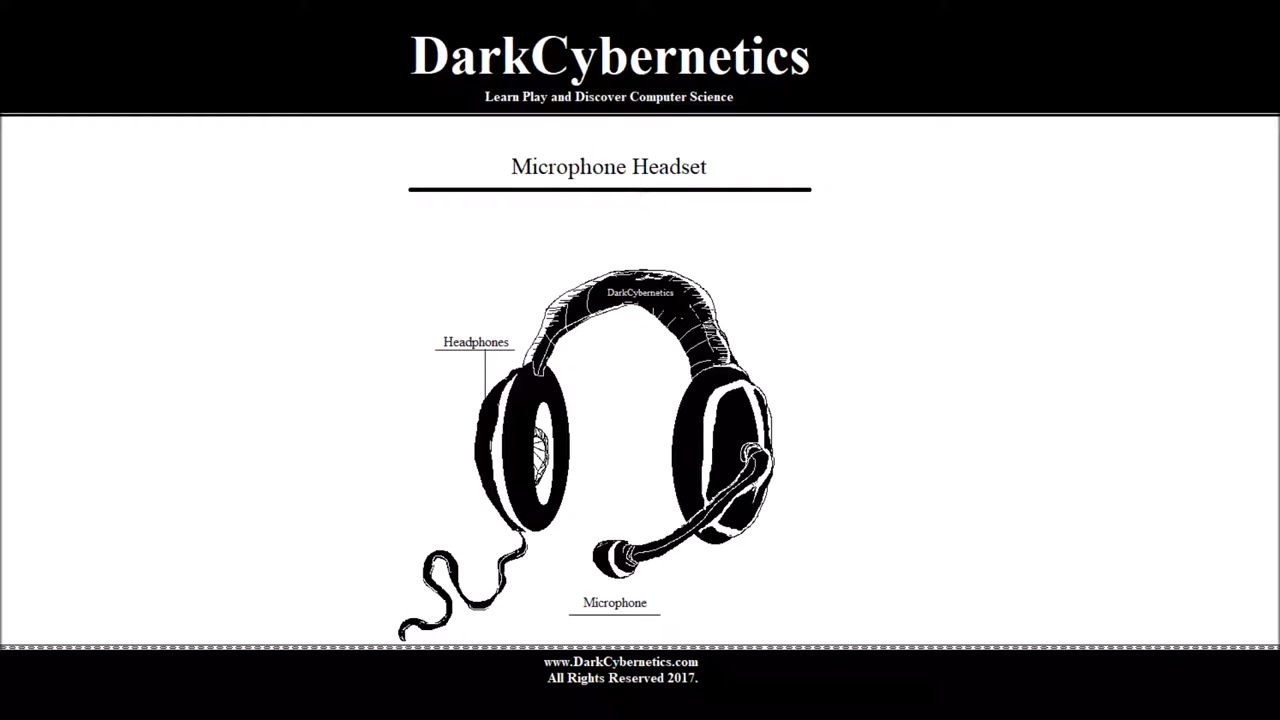 DarkCybernetics
Learn Play and Discover Computer Science
Microphone Headset
DarkCybernetics
Headphones
Microphone
www.DarkCybernetics.com
All Rights Reserved 2017.